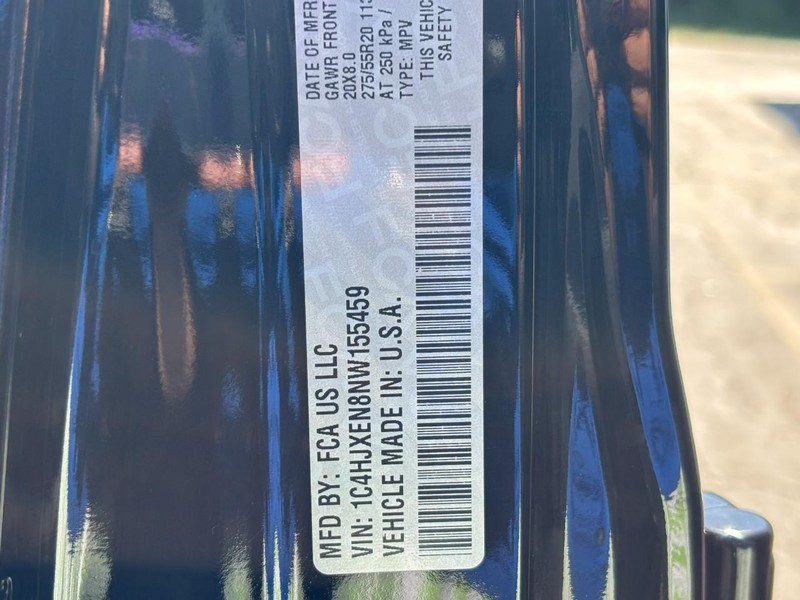 MFD BY: FCA US LLC
VIN: 1C4HJXEN8NW155459
VEHICLE MADE IN: U.S.A.
DATE OF MFR
GAWR FRONT
20X8.0
275/55R20 113
AT 250 kPa /
TYPE: MPV
THIS VEHIC
SAFETY